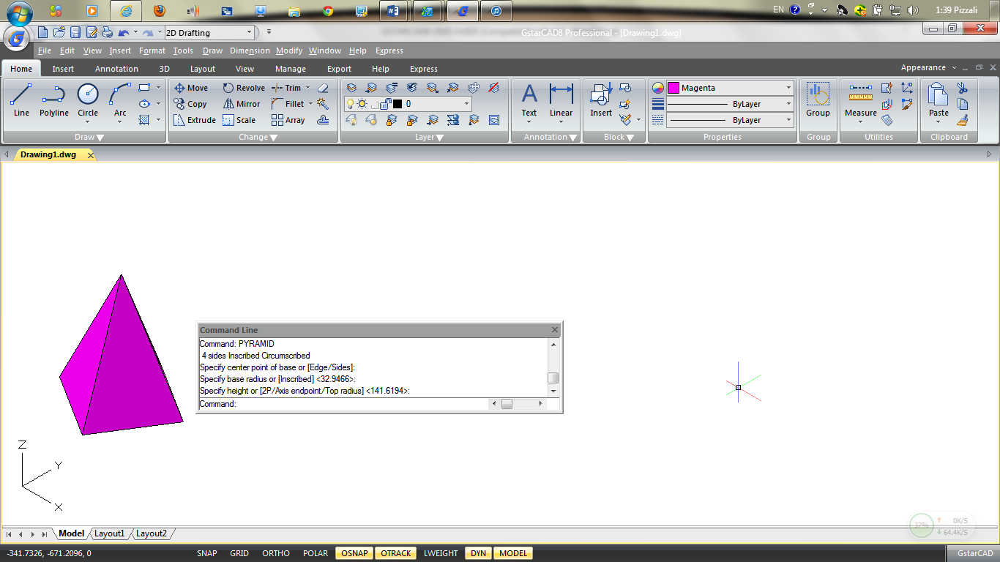 EN
1:39 Pizzali
2D Drafting
GstarCAD8 Professional - [Drawing1.dwg]
File Edit View Insert Format Tools Draw Dimension Modify Window Help Express
Home Insert Annotation 3D Layout View Manage Export Help Express Appearance
Move Revolve Trim
Magenta
Copy Mirror Fillet
0
ByLayer
Line Polyline Circle Arc
Text Linear Insert
Group Measure Paste
Extrude Scale Array
ByLayer
Draw Change Layer Annotation Block Properties Group Utilities Clipboard
Drawing1.dwg
Command Line
Command: PYRAMID
4 sides Inscribed Circumscribed
Specify center point of base or [Edge/Sides]:
Specify base radius or [Inscribed] <32.9466>:
Specify height or [2P/Axis endpoint/Top radius] <141.6194>:
Command:
Z
Y
X
37%
0K/S
64.4K/S
Model Layout1 Layout2
-341.7326, -671.2096, 0 SNAP GRID ORTHO POLAR OSNAP OTRACK LWEIGHT DYN MODEL GstarCAD